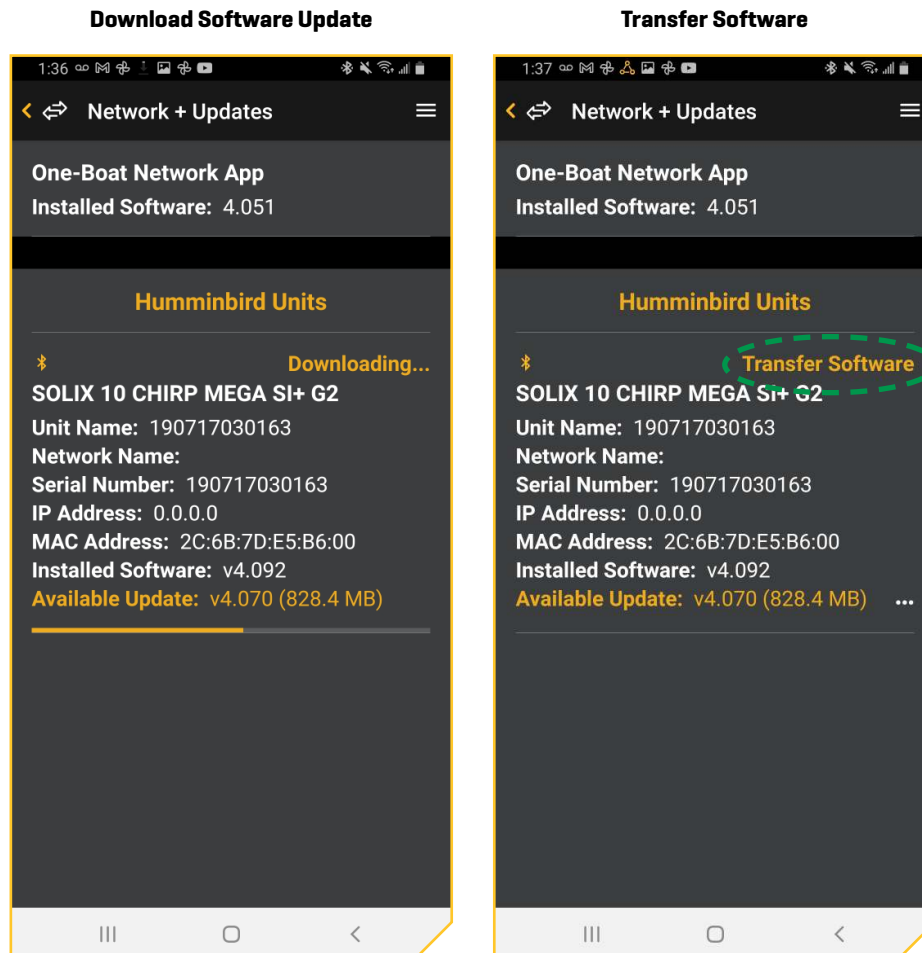 Download Software Update
1:36
Network + Updates
One-Boat Network App
Installed Software: 4.051
Humminbird Units
Downloading...
SOLIX 10 CHIRP MEGA SI+ G2
Unit Name: 190717030163
Network Name:
Serial Number: 190717030163
IP Address: 0.0.0.0
MAC Address: 2C:6B:7D:E5:B6:00
Installed Software: v4.092
Available Update: v4.070 (828.4 MB)
Transfer Software
1:37
Network + Updates
One-Boat Network App
Installed Software: 4.051
Humminbird Units
Transfer Software
SOLIX 10 CHIRP MEGA SI+ G2
Unit Name: 190717030163
Network Name:
Serial Number: 190717030163
IP Address: 0.0.0.0
MAC Address: 2C:6B:7D:E5:B6:00
Installed Software: v4.092
Available Update: v4.070 (828.4 MB) ...